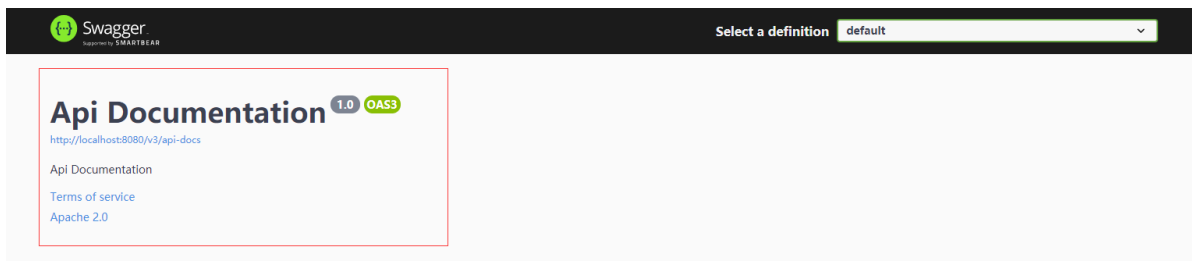 Swagger.
Supported by SMARTBEAR
Select a definition default
Api Documentation 1.0 OAS3
http://localhost:8080/v3/api-docs
Api Documentation
Terms of service
Apache 2.0